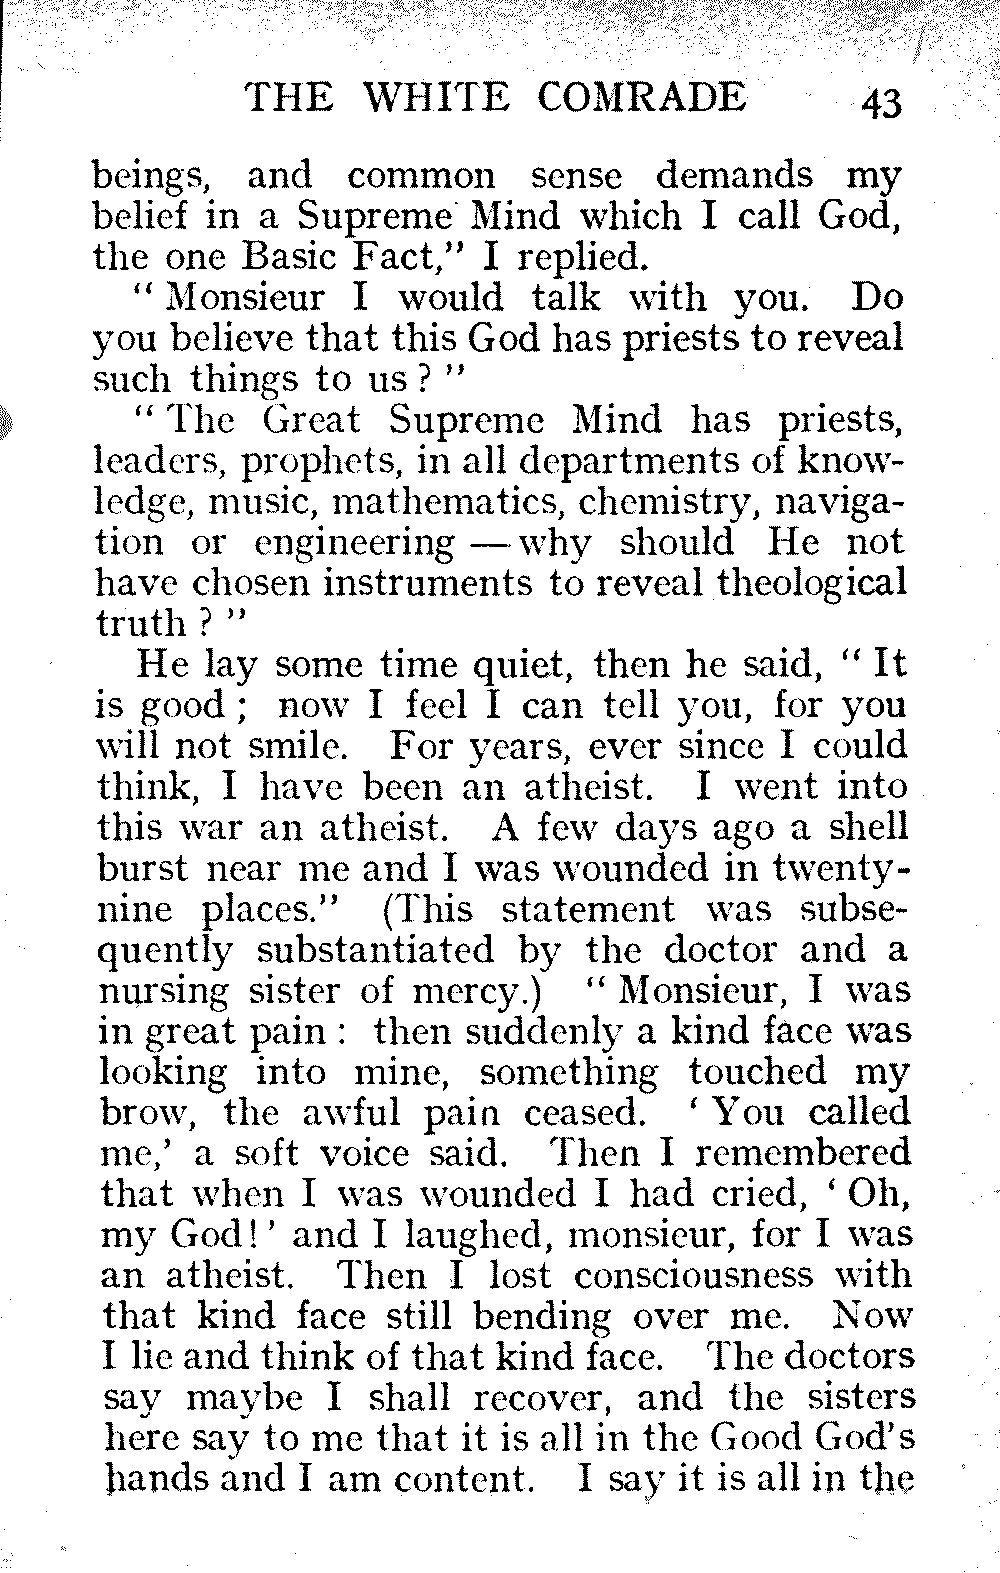 THE WHITE COMRADE 43
beings, and common sense demands my
belief in a Supreme Mind which I call God,
the one Basic Fact,” I replied.
“ Monsieur I would talk with you. Do
you believe that this God has priests to reveal
such things to us ? ”
“ The Great Supreme Mind has priests,
leaders, prophets, in all departments of know-
ledge, music, mathematics, chemistry, naviga-
tion or engineering — why should He not
have chosen instruments to reveal theological
truth ? ”
He lay some time quiet, then he said, “ It
is good ; now I feel I can tell you, for you
will not smile. For years, ever since I could
think, I have been an atheist. I went into
this war an atheist. A few days ago a shell
burst near me and I was wounded in twenty-
nine places.” (This statement was subse-
quently substantiated by the doctor and a
nursing sister of mercy.) “ Monsieur, I was
in great pain : then suddenly a kind face was
looking into mine, something touched my
brow, the awful pain ceased. ‘ You called
me,’ a soft voice said. Then I remembered
that when I was wounded I had cried, ‘ Oh,
my God! ’ and I laughed, monsieur, for I was
an atheist. Then I lost consciousness with
that kind face still bending over me. Now
I lie and think of that kind face. The doctors
say maybe I shall recover, and the sisters
here say to me that it is all in the Good God’s
hands and I am content. I say it is all in the